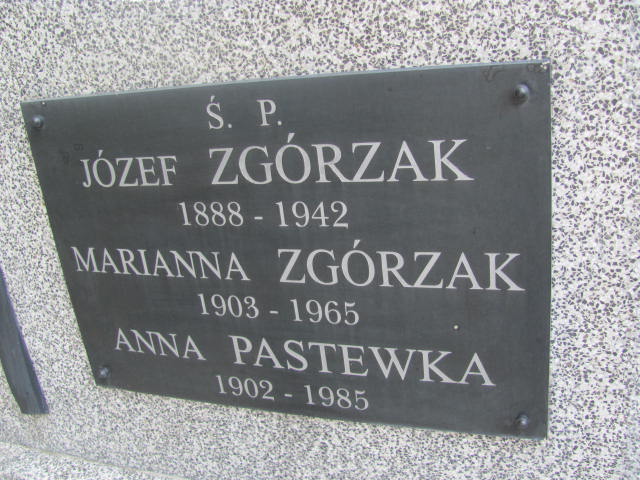 Ś. P.
JÓZEF ZGÓRZAK
1888 - 1942
MARIANNA ZGÓRZAK
1903 - 1965
ANNA PASTEWKA
1902 - 1985